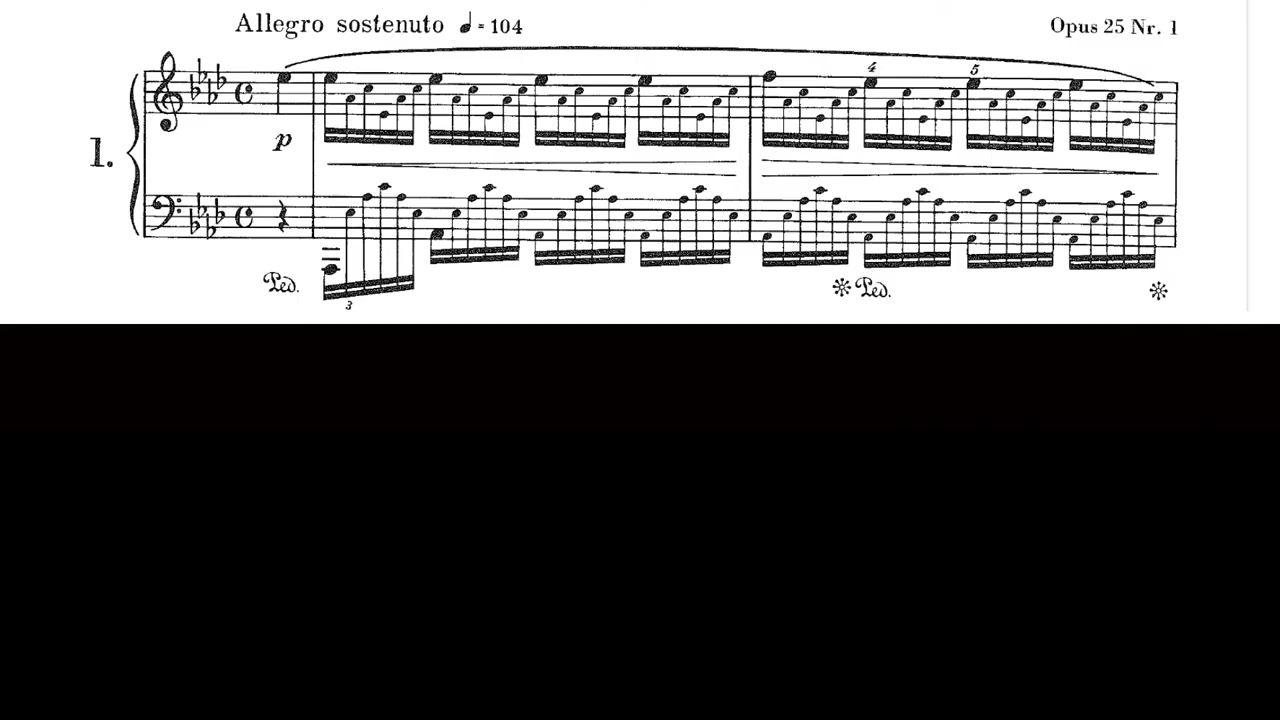 Allegro sostenuto ♩ = 104
Opus 25 Nr. 1
4 5
p
1.
Ped. Ped.
3